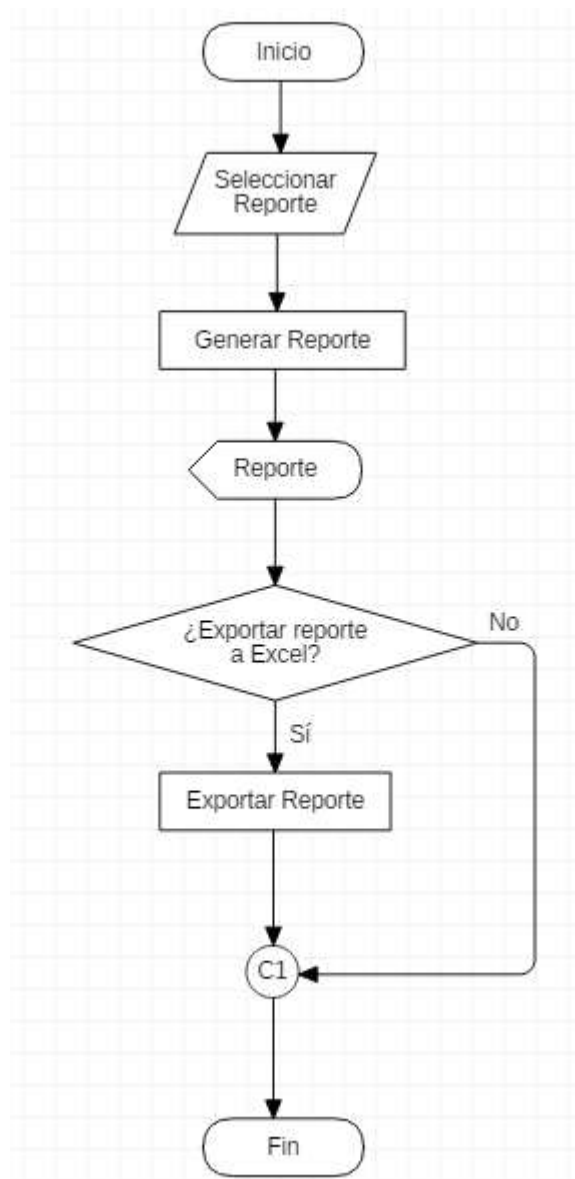 Inicio
Seleccionar
Reporte
Generar Reporte
Reporte
¿Exportar reporte
a Excel?
No
Sí
Exportar Reporte
C1
Fin